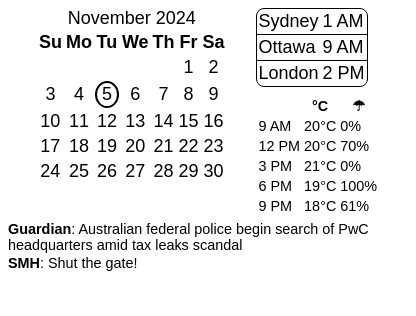 November 2024
Su Mo Tu We Th Fr Sa
1 2
3 4 5 6 7 8 9
10 11 12 13 14 15 16
17 18 19 20 21 22 23
24 25 26 27 28 29 30
Sydney 1 AM
Ottawa 9 AM
London 2 PM
°C ☂
9 AM 20°C 0%
12 PM 20°C 70%
3 PM 21°C 0%
6 PM 19°C 100%
9 PM 18°C 61%
Guardian: Australian federal police begin search of PwC
headquarters amid tax leaks scandal
SMH: Shut the gate!